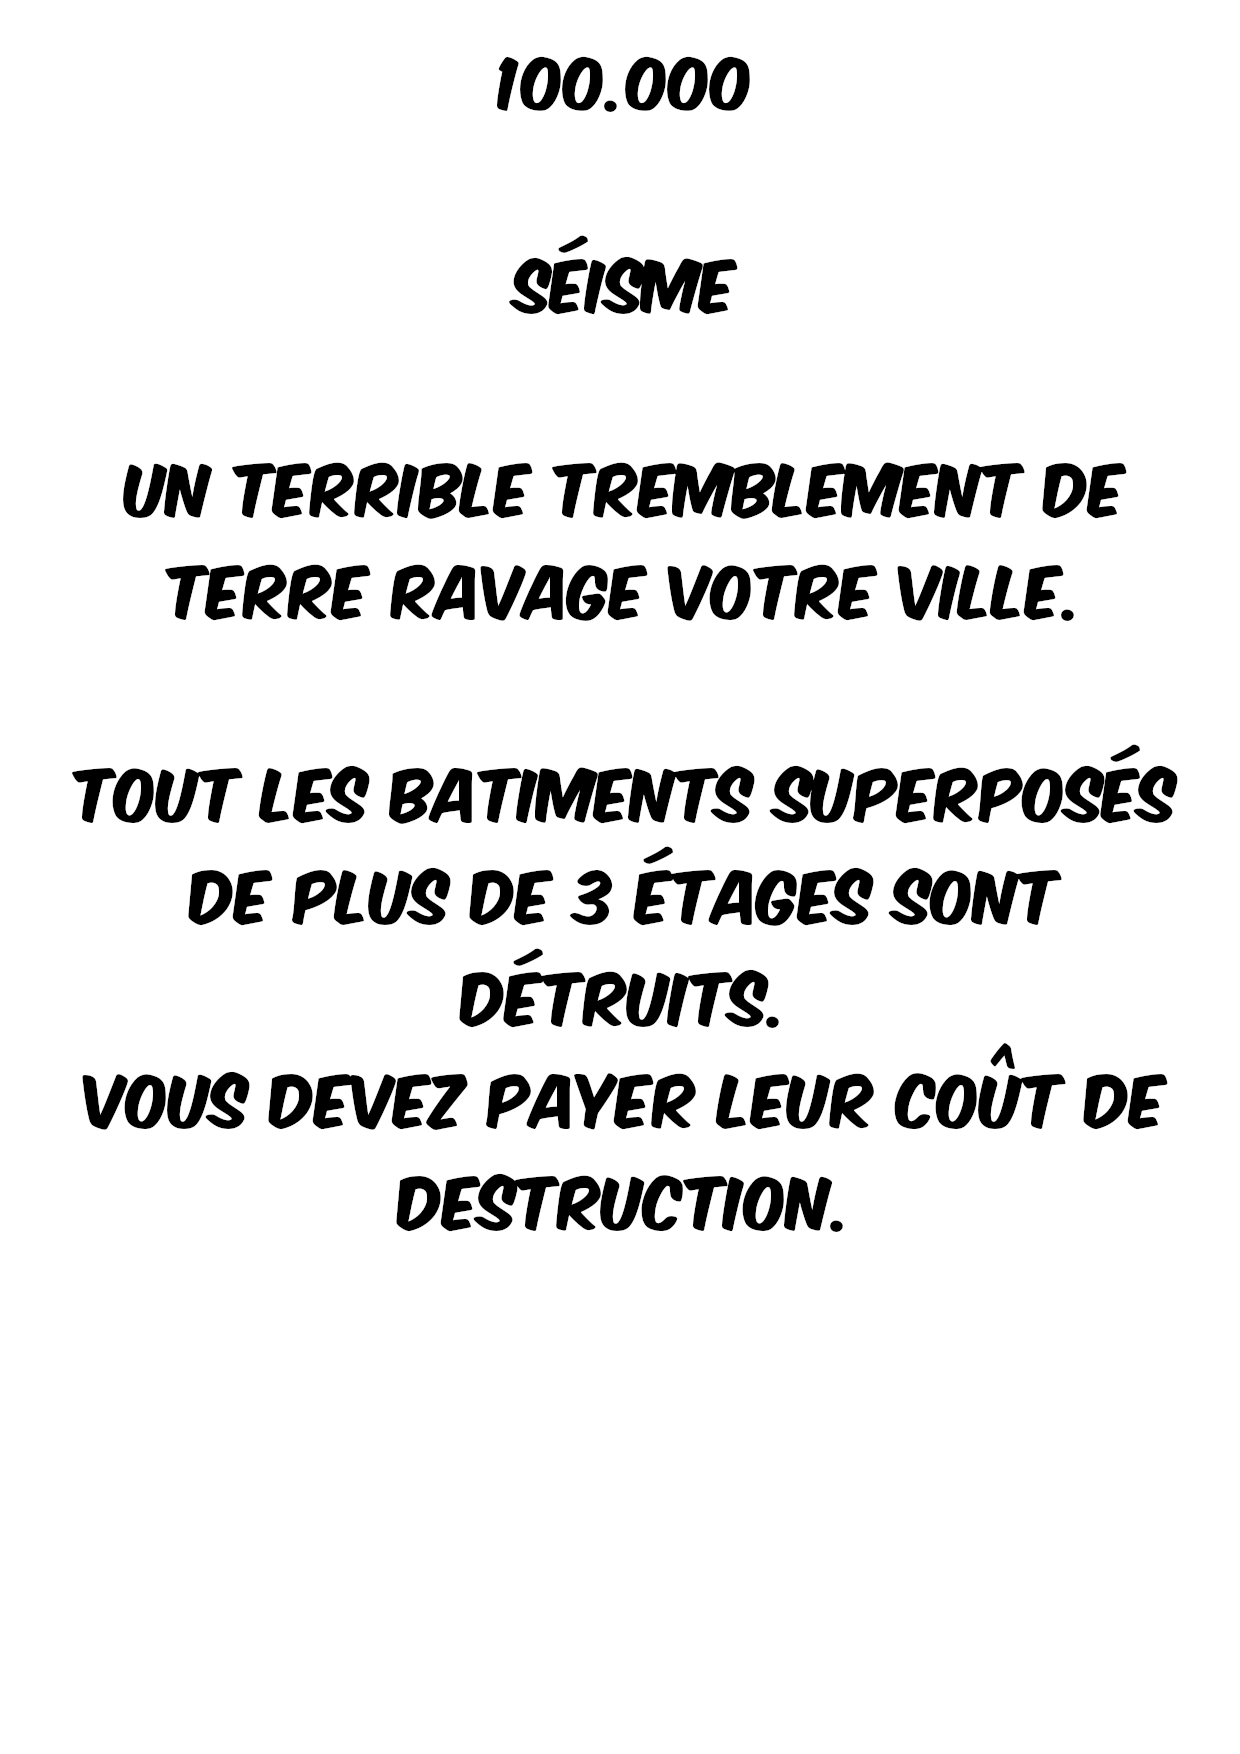 100.000
SÉISME
UN TERRIBLE TREMBLEMENT DE
TERRE RAVAGE VOTRE VILLE.
TOUT LES BATIMENTS SUPERPOSÉS
DE PLUS DE 3 ÉTAGES SONT
DÉTRUITS.
VOUS DEVEZ PAYER LEUR COÛT DE
DESTRUCTION.